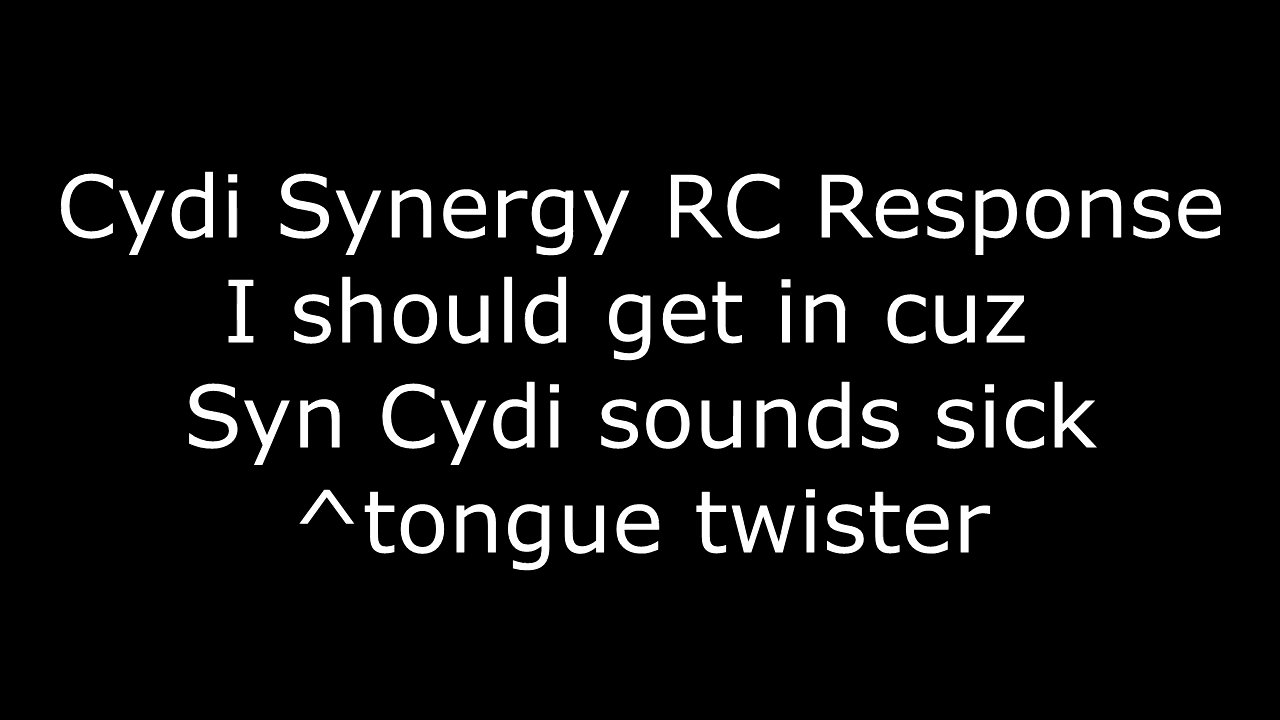 Cydi Synergy RC Response
I should get in cuz
Syn Cydi sounds sick
^tongue twister